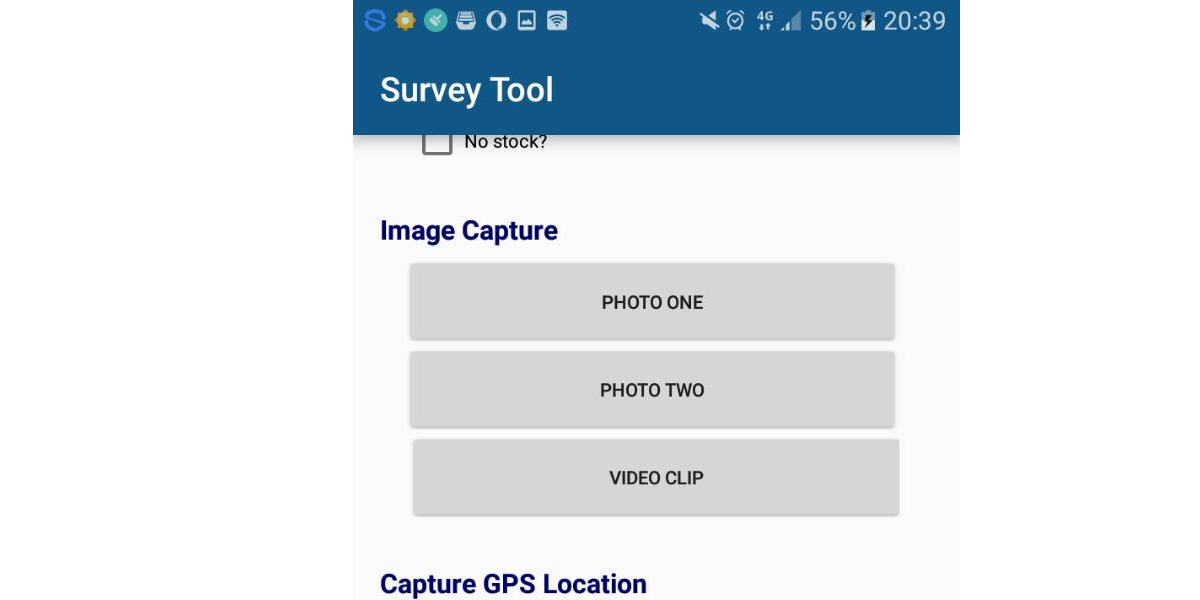 4G 56% 20:39
Survey Tool
No stock?
Image Capture
PHOTO ONE
PHOTO TWO
VIDEO CLIP
Capture GPS Location